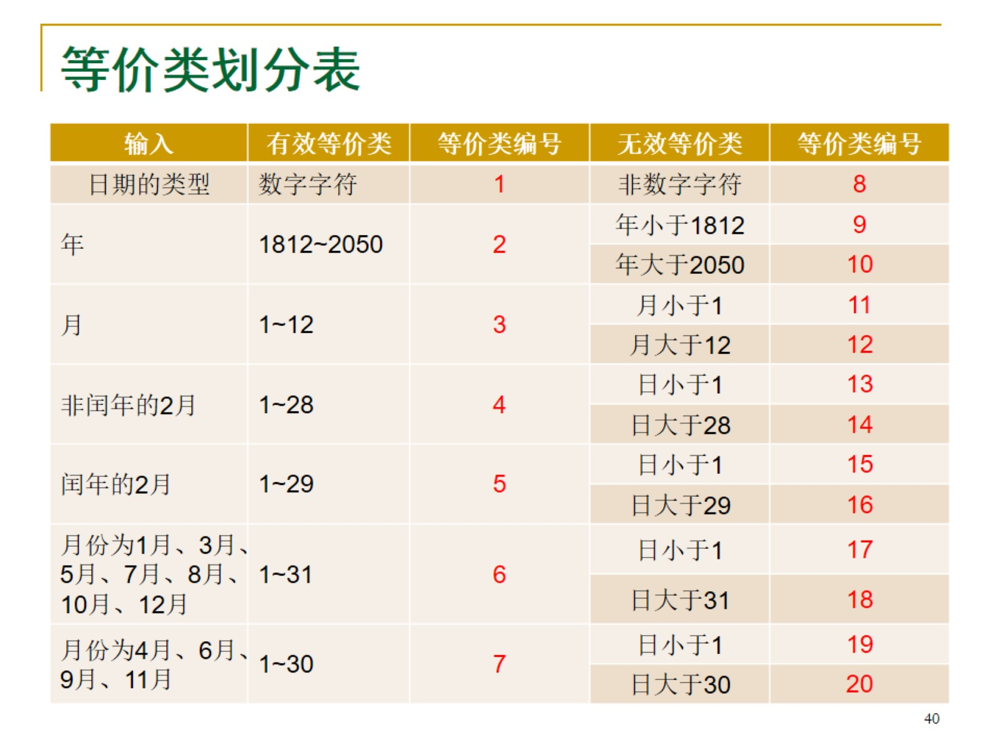 等价类划分表
输入 有效等价类 等价类编号 无效等价类 等价类编号
日期的类型 数字字符 1 非数字字符 8
年 1812~2050 2 年小于1812 9
年大于2050 10
月 1~12 3 月小于1 11
月大于12 12
非闰年的2月 1~28 4 日小于1 13
日大于28 14
闰年的2月 1~29 5 日小于1 15
日大于29 16
月份为1月、3月、
5月、7月、8月、
10月、12月
1~31 6 日小于1 17
日大于31 18
月份为4月、6月、
9月、11月
1~30 7 日小于1 19
日大于30 20
40